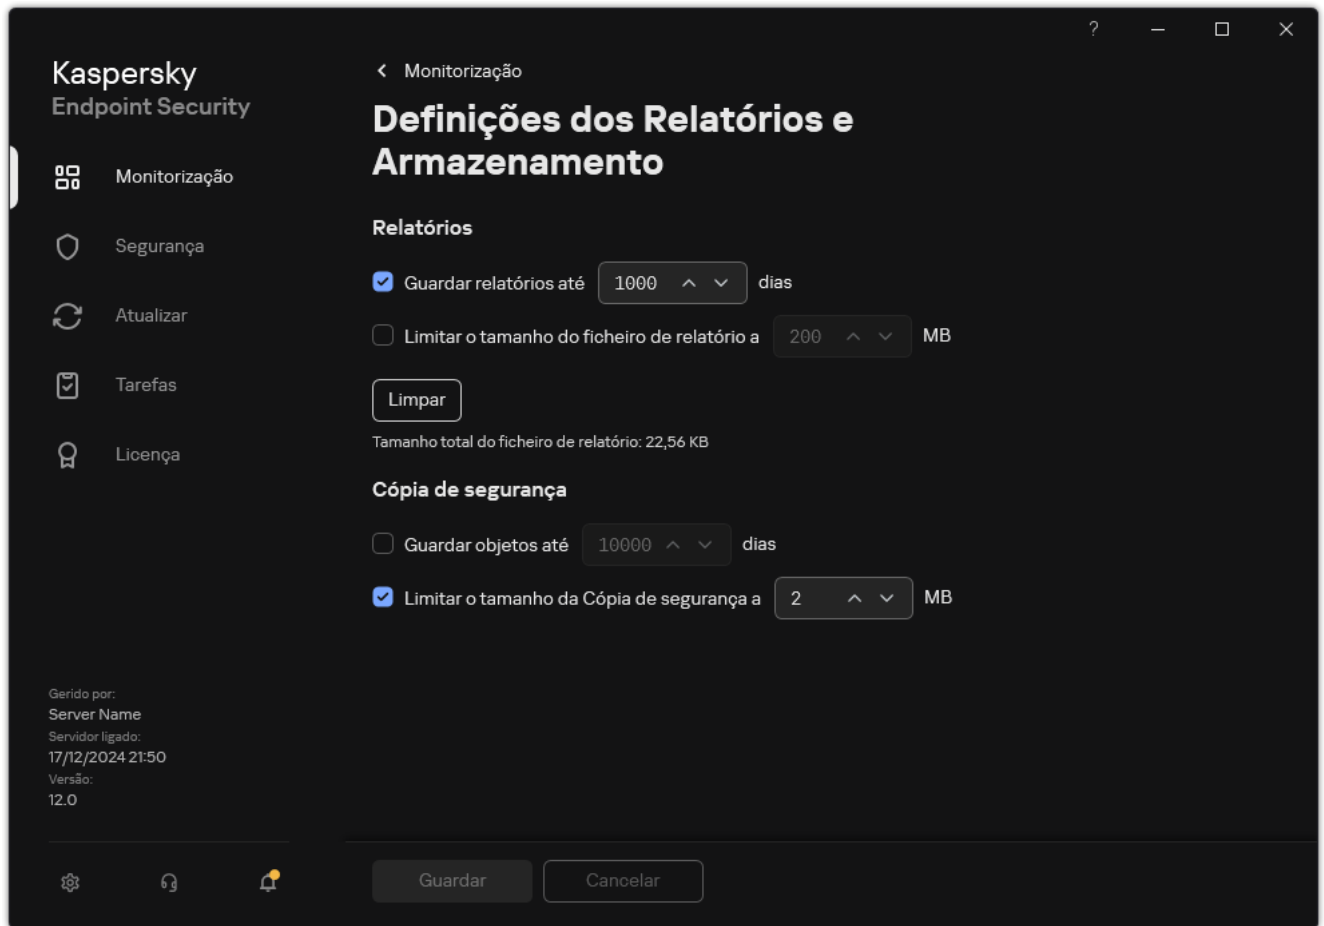 ?
Kaspersky
Endpoint Security
Monitorização
Segurança
Atualizar
Tarefas
Licença
Gerido por:
Server Name
Servidor ligado:
17/12/2024 21:50
Versão:
12.0
Monitorização
Definições dos Relatórios e
Armazenamento
Relatórios
Guardar relatórios até 1000 dias
Limitar o tamanho do ficheiro de relatório a 200 MB
Limpar
Tamanho total do ficheiro de relatório: 22,56 KB
Cópia de segurança
Guardar objetos até 10000 dias
Limitar o tamanho da Cópia de segurança a 2 MB
Guardar Cancelar